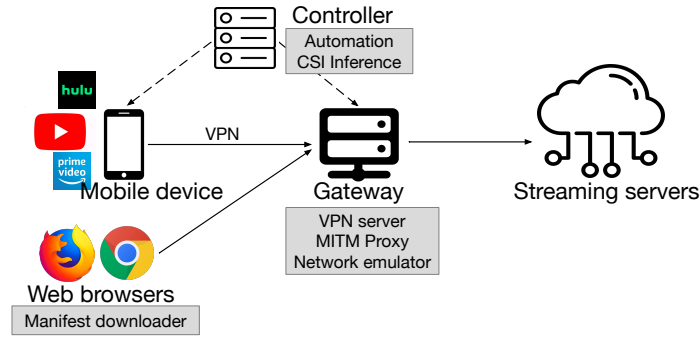 Controller
Automation
CSI Inference
hulu
prime
video
VPN
Mobile device
Gateway
Streaming servers
VPN server
MITM Proxy
Network emulator
Web browsers
Manifest downloader